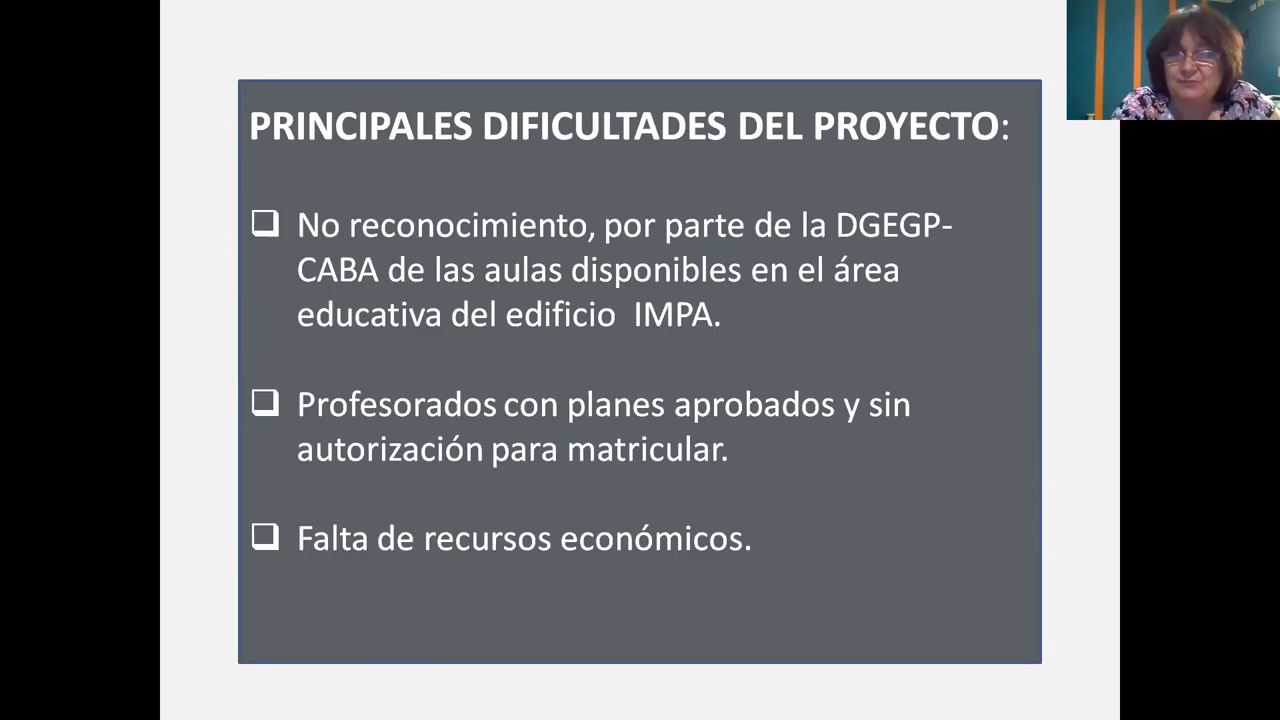 PRINCIPALES DIFICULTADES DEL PROYECTO:
No reconocimiento, por parte de la DGEGP-
CABA de las aulas disponibles en el área
educativa del edificio IMPA.
Profesorados con planes aprobados y sin
autorización para matricular.
Falta de recursos económicos.